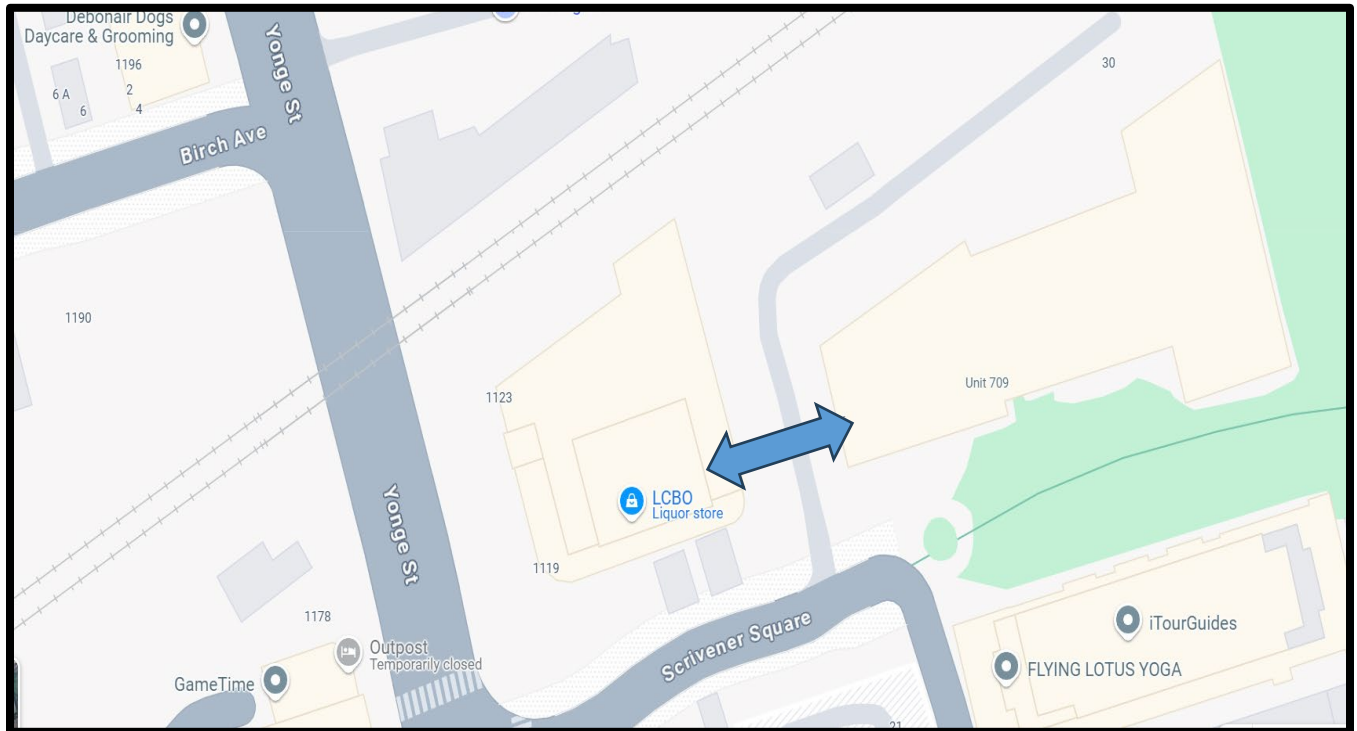 Debonair Dogs
Daycare & Grooming
1196
2
4
6 A
6
Yonge St
Birch Ave
30
1190
1123
Unit 709
LCBO
Liquor store
Yonge St
1119
1178
Outpost
Temporarily closed
GameTime
Scrivener Square
iTourGuides
FLYING LOTUS YOGA
21